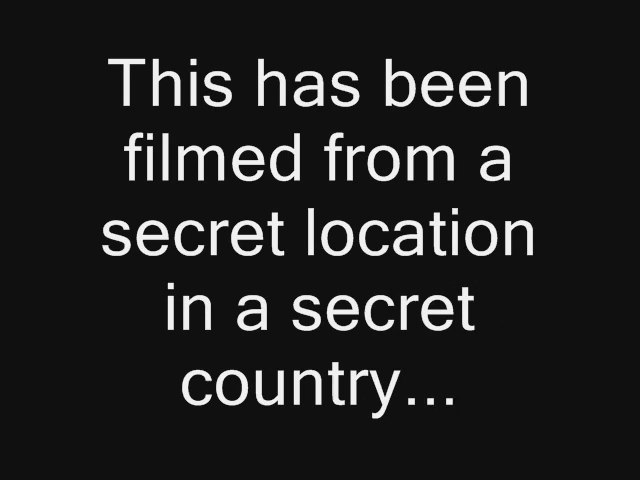 This has been
filmed from a
secret location
in a secret
country...